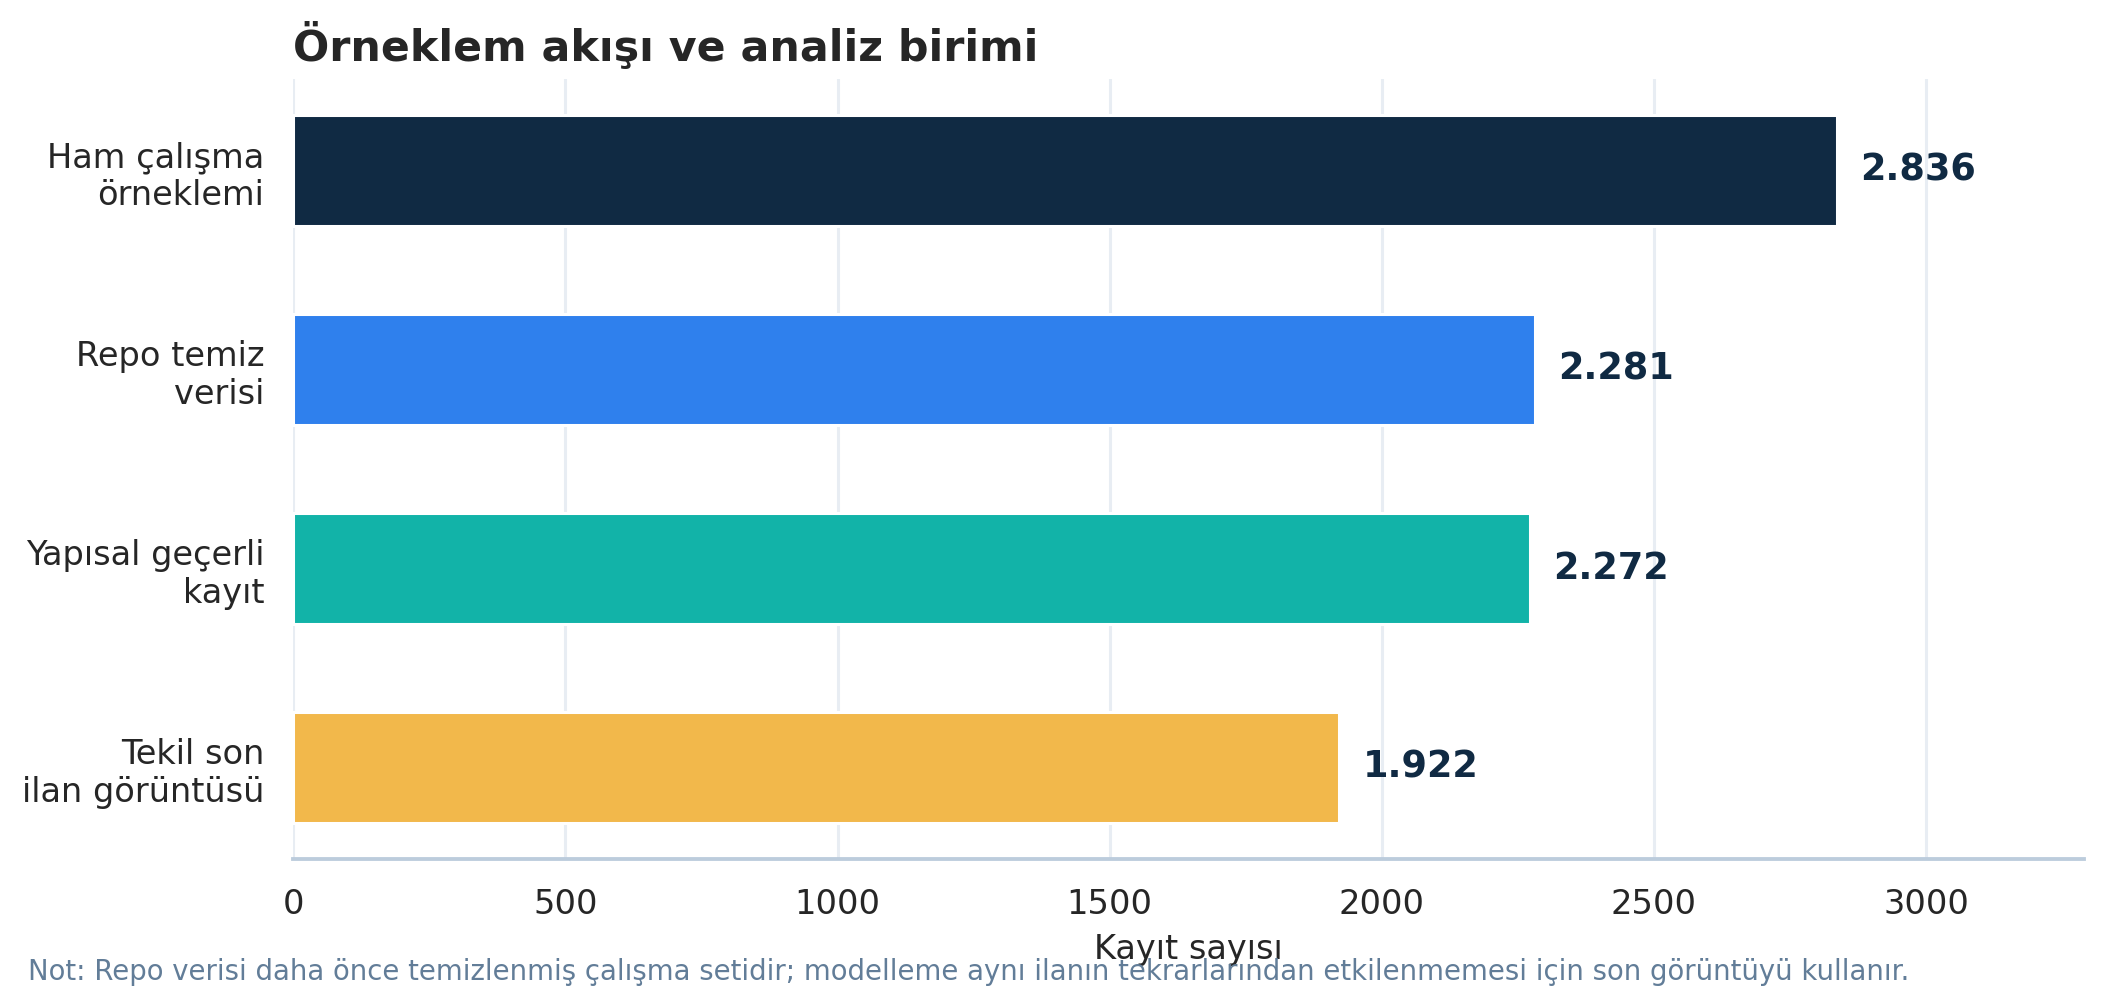 Örneklem akışı ve analiz birimi
Ham çalışma
örneklemi
2.836
Repo temiz
verisi
2.281
Yapısal geçerli
kayıt
2.272
Tekil son
ilan görüntüsü
1.922
0 500 1000 1500 2000 2500 3000
Kayıt sayısı
Not: Repo verisi daha önce temizlenmiş çalışma setidir; modelleme aynı ilanın tekrarlarından etkilenmemesi için son görüntüyü kullanır.